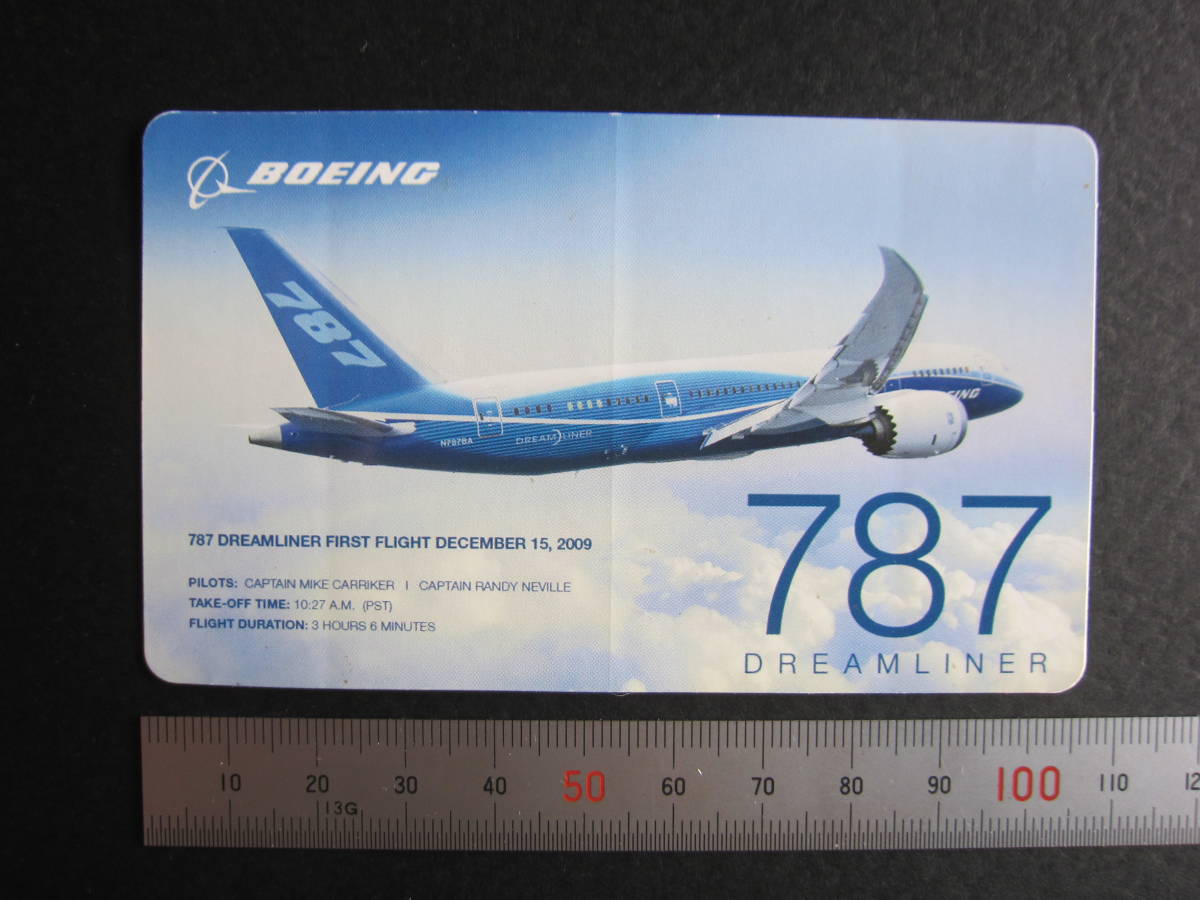 BOEING
787
BOEING
N787BA
DREAMLINER
787 DREAMLINER FIRST FLIGHT DECEMBER 15, 2009
PILOTS: CAPTAIN MIKE CARRIKER | CAPTAIN RANDY NEVILLE
TAKE-OFF TIME: 10:27 A.M. (PST)
FLIGHT DURATION: 3 HOURS 6 MINUTES
787
DREAMLINER
10 20 30 40 50 60 70 80 90 100 110 12
13G